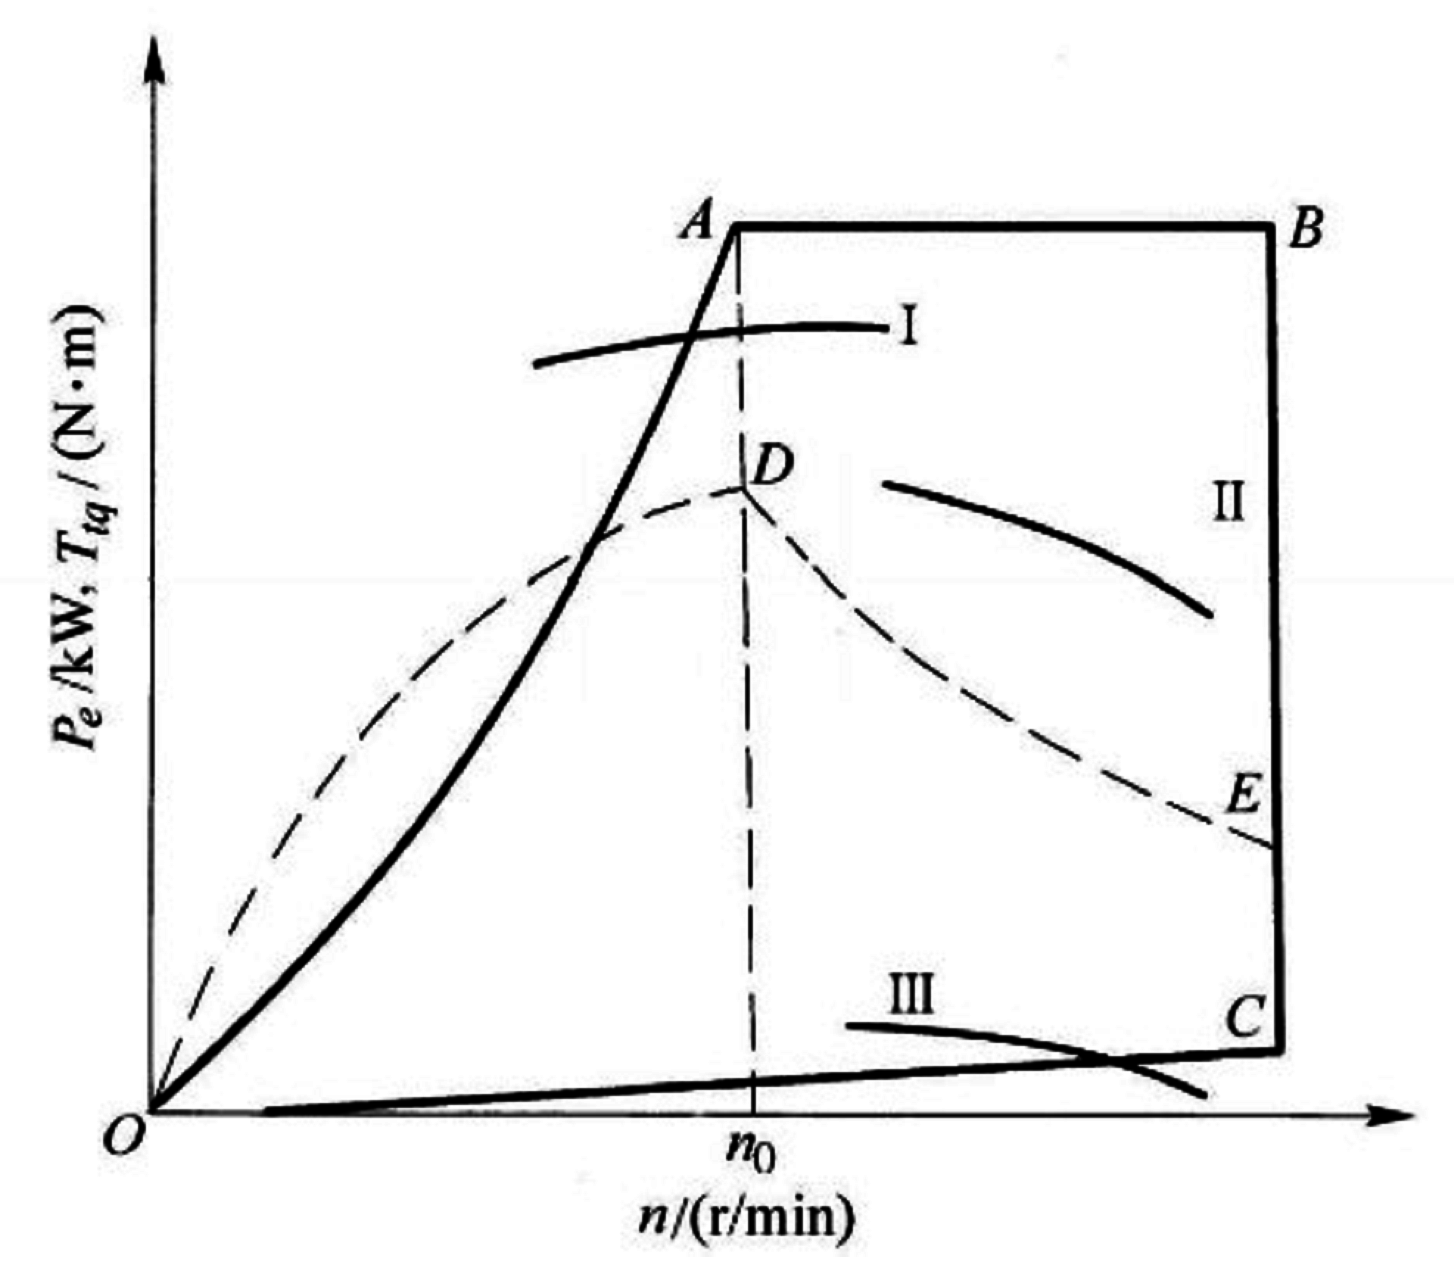 A
B
I
D
II
E
III
C
O
n₀
n/(r/min)
Pₑ/kW, Tₜq/(N·m)